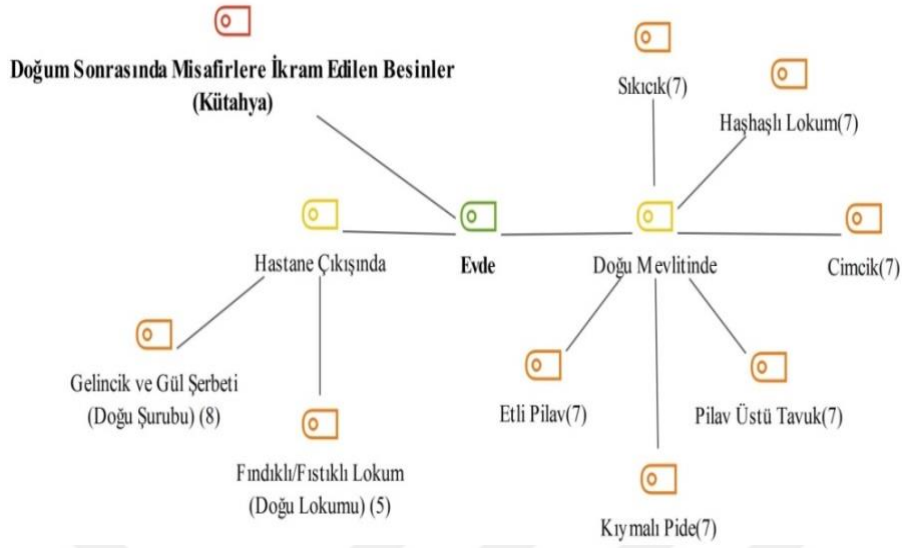 Doğum Sonrasında Misafirlere İkram Edilen Besinler
(Kütahya)
Sıkıcık(7)
Haşhaşlı Lokum(7)
Hastane Çıkışında
Evde
Doğu Mevlitinde
Cimcik(7)
Gelincik ve Gül Şerbeti
(Doğu Şurubu) (8)
Etli Pilav(7)
Pilav Üstü Tavuk(7)
Fındıklı/Fıstıklı Lokum
(Doğu Lokumu) (5)
Kıymalı Pide(7)